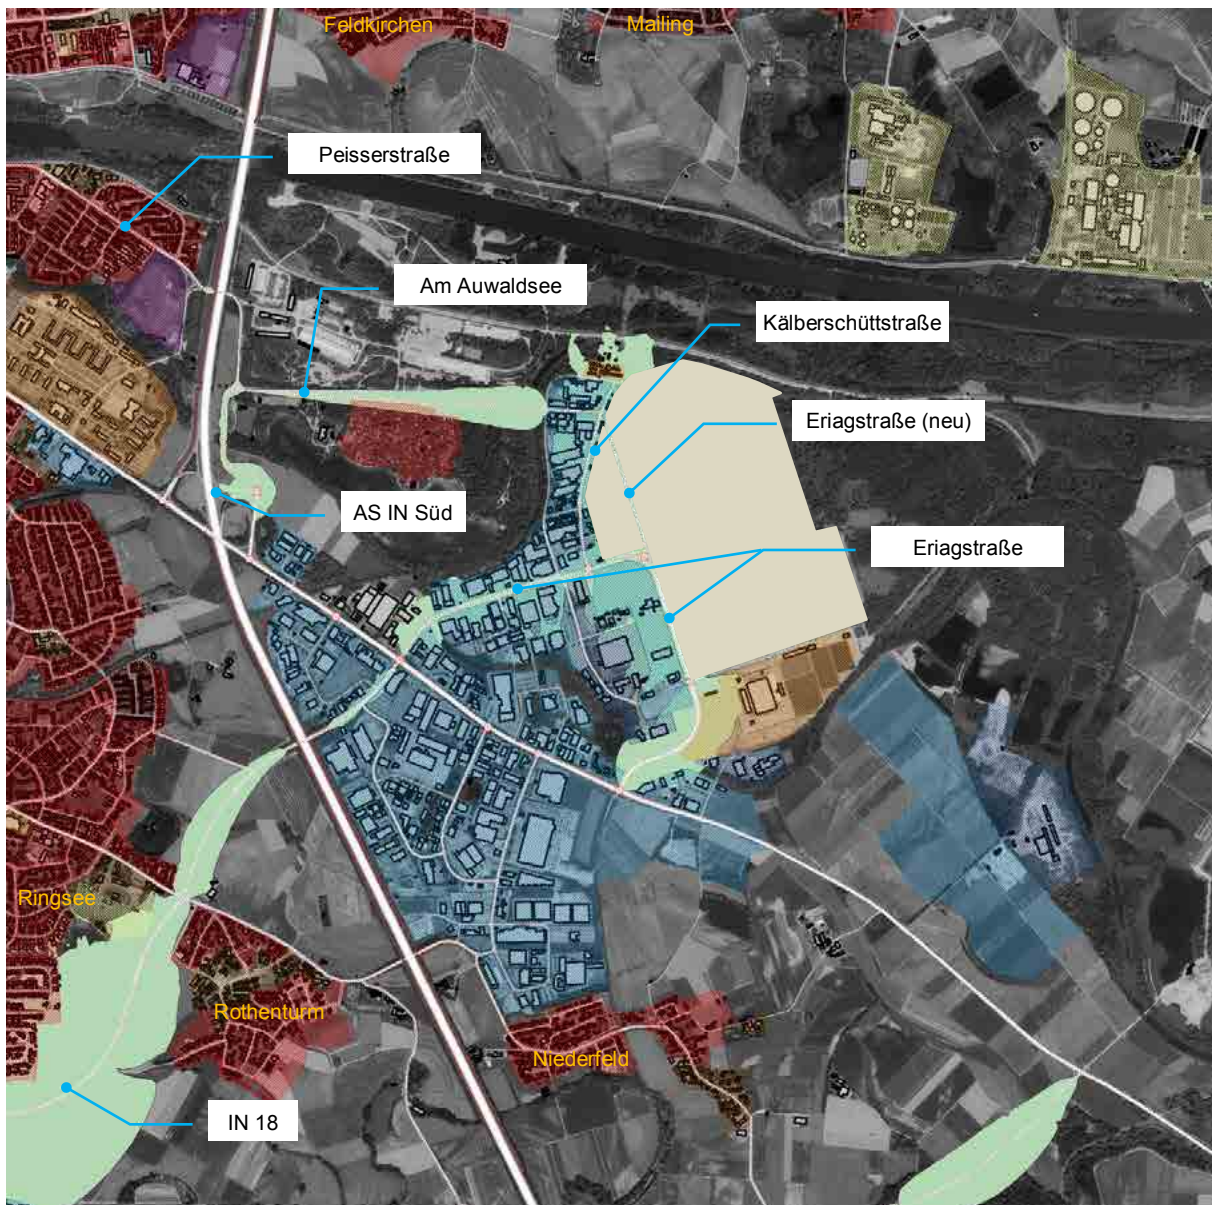 Feldkirchen
Mailing
Peisserstraße
Am Auwaldsee
Kälberschüttstraße
Eriagstraße (neu)
AS IN Süd
Eriagstraße
Ringsee
Rothenturm
Niederfeld
IN 18